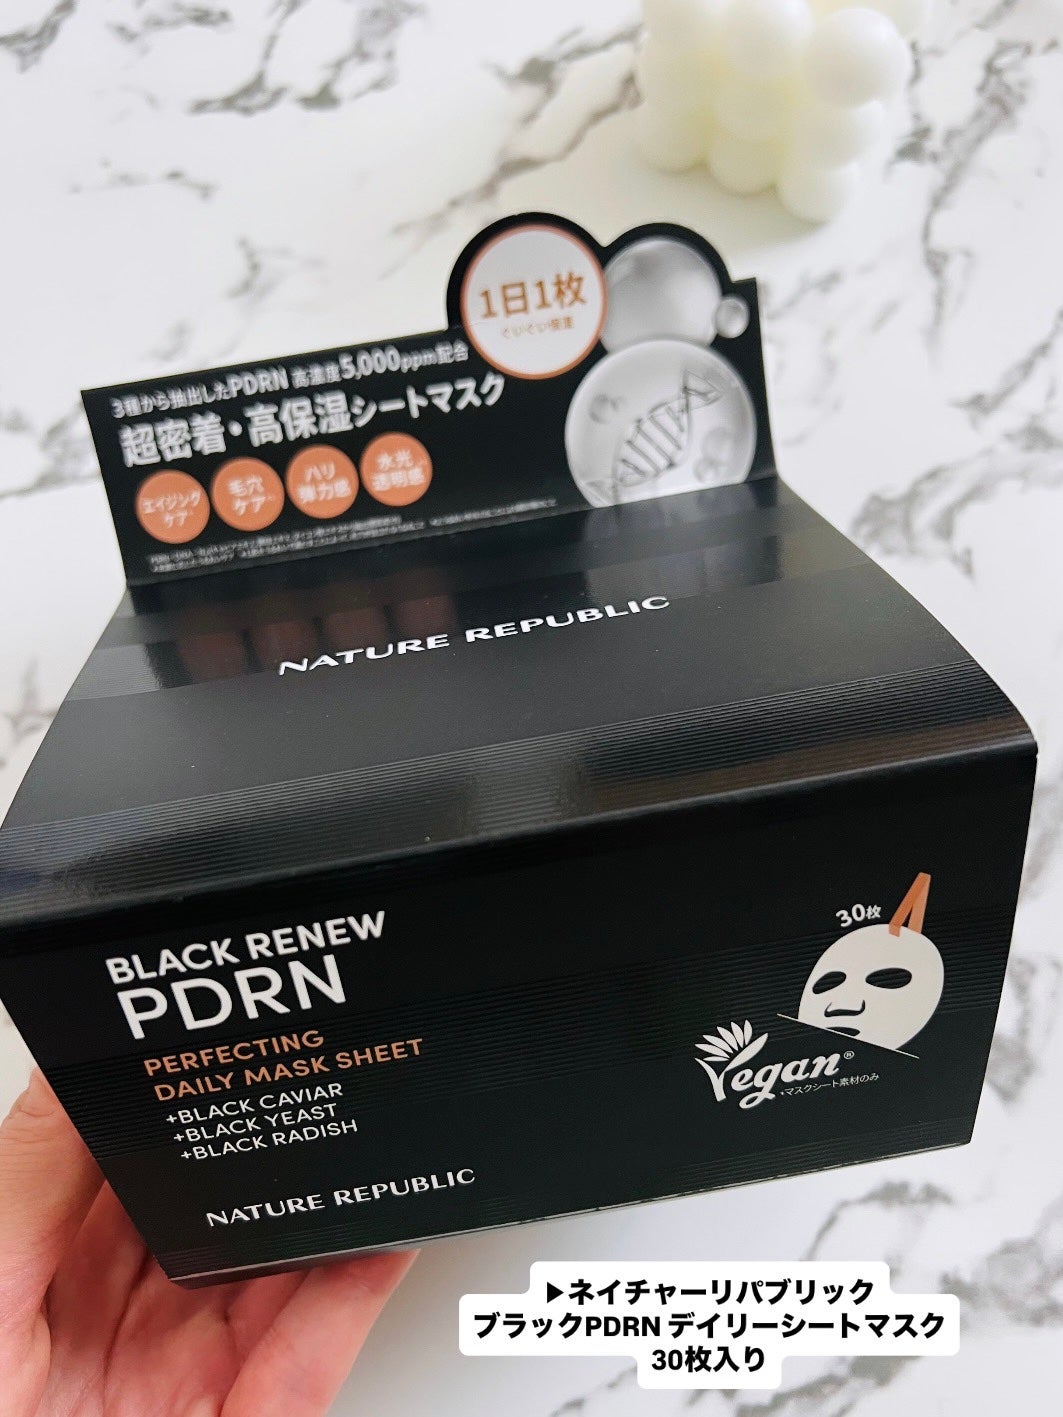 1日1枚
ぐいぐい浸透
3種から抽出したPDRN 高濃度5,000ppm配合
超密着・高保湿シートマスク
エイジング
ケア
毛穴
ケア
ハリ
弾力感
水光
透明感
NATURE REPUBLIC
30枚
BLACK RENEW
PDRN
PERFECTING
DAILY MASK SHEET
+BLACK CAVIAR
+BLACK YEAST
+BLACK RADISH
Vegan®
*マスクシート素材のみ
NATURE REPUBLIC
▶ネイチャーリパブリック
ブラックPDRN デイリーシートマスク
30枚入り